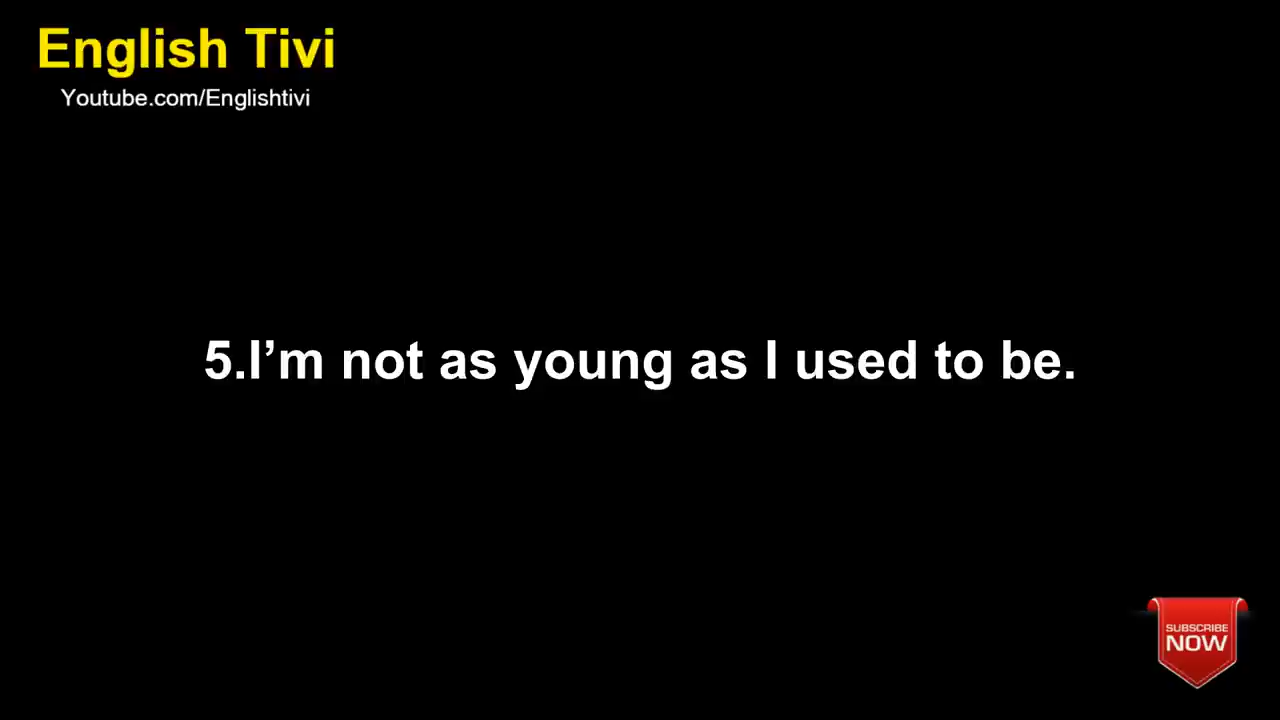 English Tivi
Youtube.com/Englishtivi
5.I’m not as young as I used to be.
SUBSCRIBE
NOW